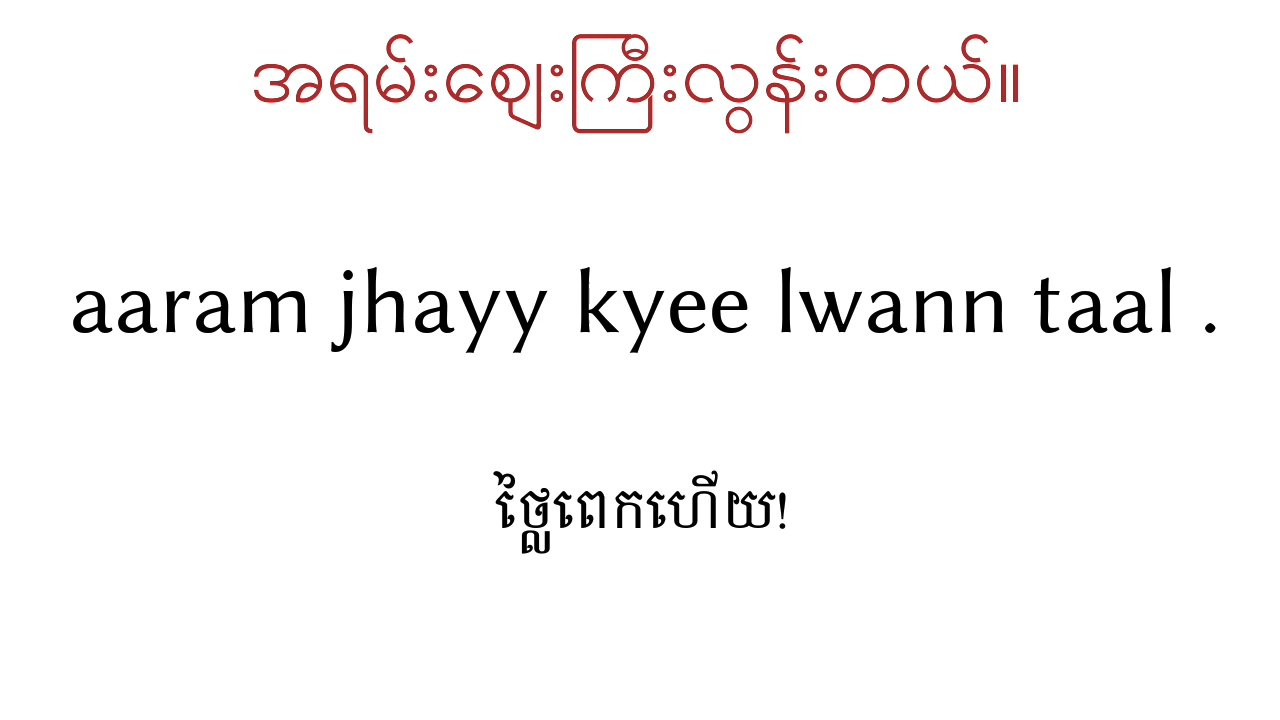 အရမ်းဈေးကြီးလွန်းတယ်။
aaram jhayy kyee lwann taal .
ថ្លៃពេកហើយ!